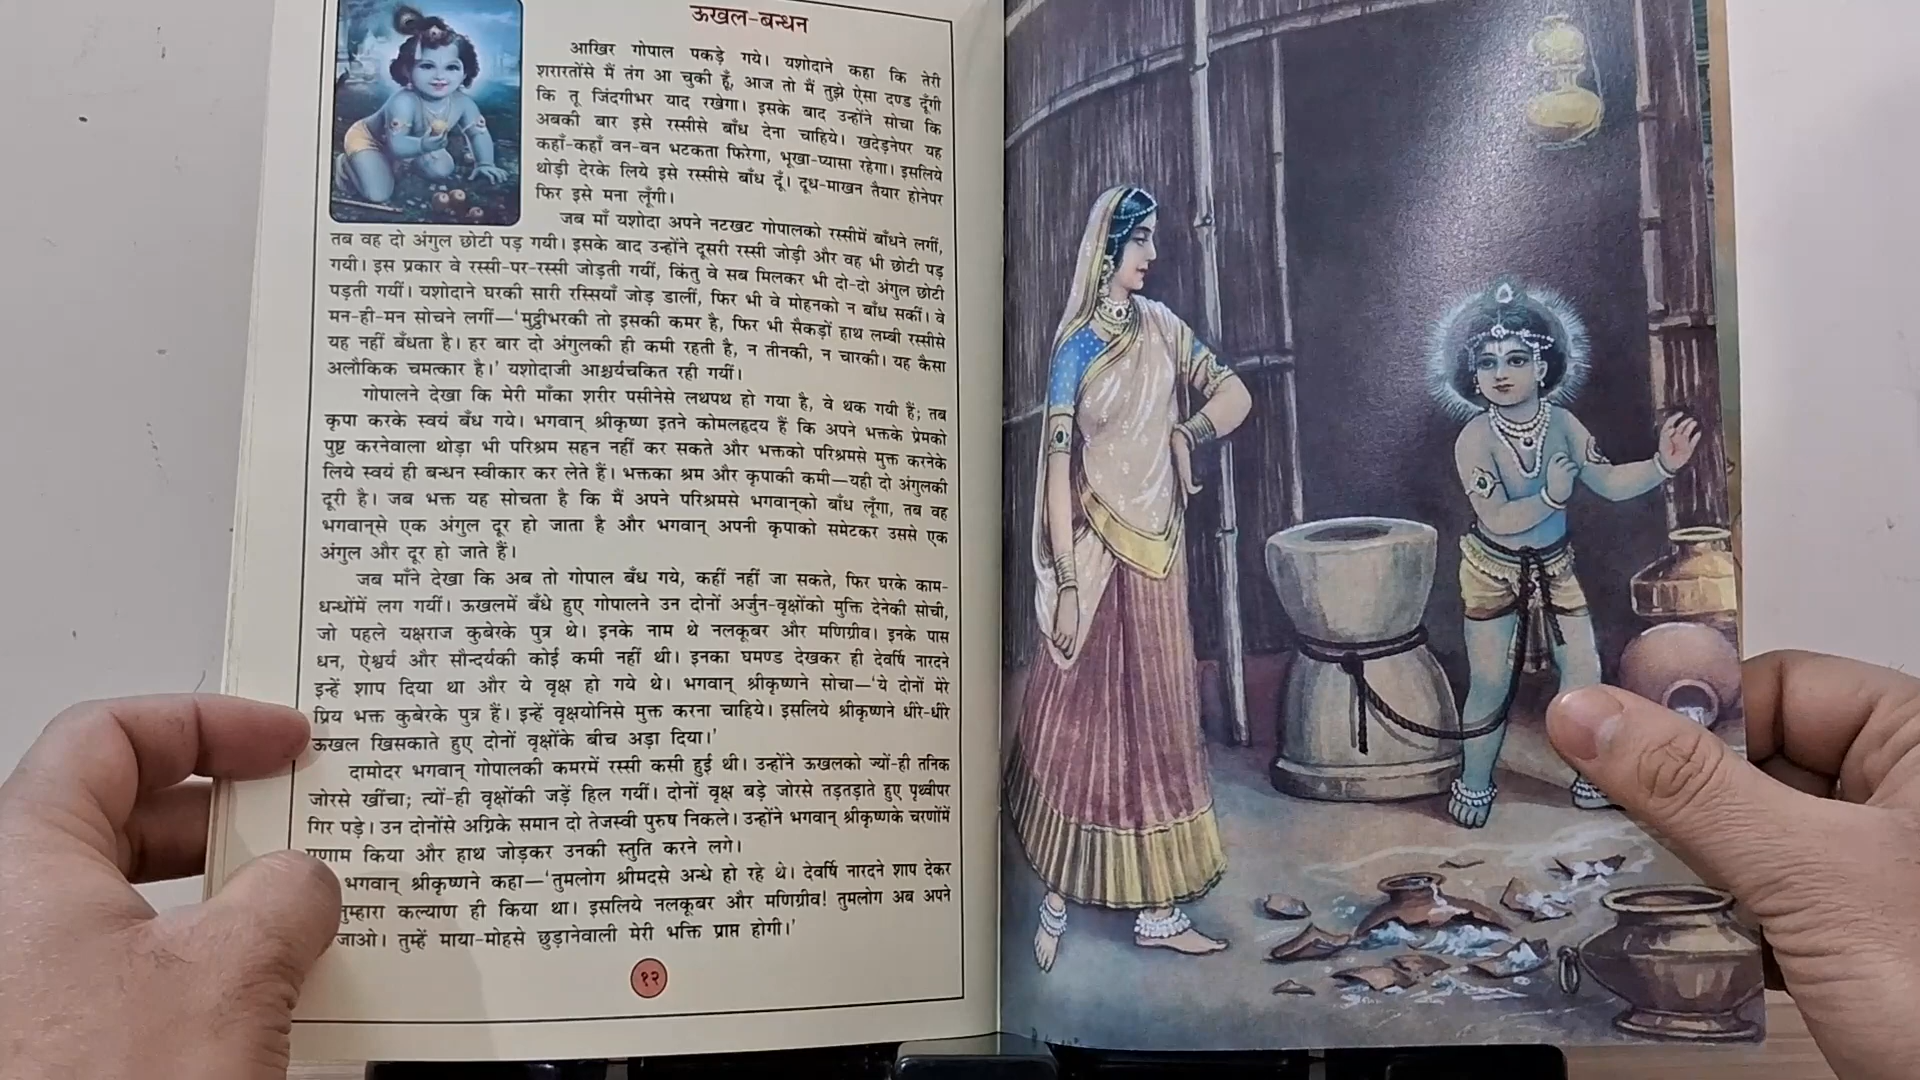 ऊखल-बन्धन
आखिर गोपाल पकड़े गये। यशोदाने कहा कि तेरी
शरारतोंसे मैं तंग आ चुकी हूँ, आज तो मैं तुझे ऐसा दण्ड दूँगी
कि तू जिंदगीभर याद रखेगा। इसके बाद उन्होंने सोचा कि
अबकी बार इसे रस्सीसे बाँध देना चाहिये। खदेड़नेपर यह
कहाँ-कहाँ वन-वन भटकता फिरेगा, भूखा-प्यासा रहेगा। इसलिये
थोड़ी देरके लिये इसे रस्सीसे बाँध दूँ। दूध-माखन तैयार होनेपर
फिर इसे मना लूँगी।
जब माँ यशोदा अपने नटखट गोपालको रस्सीमें बाँधने लगीं,
तब वह दो अंगुल छोटी पड़ गयी। इसके बाद उन्होंने दूसरी रस्सी जोड़ी और वह भी छोटी पड़
गयी। इस प्रकार वे रस्सी-पर-रस्सी जोड़ती गयीं, किंतु वे सब मिलकर भी दो-दो अंगुल छोटी
पड़ती गयीं। यशोदाने घरकी सारी रस्सियाँ जोड़ डालीं, फिर भी वे मोहनको न बाँध सकीं। वे
मन-ही-मन सोचने लगीं—'मुट्ठीभरकी तो इसकी कमर है, फिर भी सैकड़ों हाथ लम्बी रस्सीसे
यह नहीं बँधता है। हर बार दो अंगुलकी ही कमी रहती है, न तीनकी, न चारकी। यह कैसा
अलौकिक चमत्कार है।' यशोदाजी आश्चर्यचकित रही गयीं।
गोपालने देखा कि मेरी माँका शरीर पसीनेसे लथपथ हो गया है, वे थक गयी हैं; तब
कृपा करके स्वयं बँध गये। भगवान् श्रीकृष्ण इतने कोमलहृदय हैं कि अपने भक्तके प्रेमको
पुष्ट करनेवाला थोड़ा भी परिश्रम सहन नहीं कर सकते और भक्तको परिश्रमसे मुक्त करनेके
लिये स्वयं ही बन्धन स्वीकार कर लेते हैं। भक्तका श्रम और कृपाकी कमी—यही दो अंगुलकी
दूरी है। जब भक्त यह सोचता है कि मैं अपने परिश्रमसे भगवान्‌को बाँध लूँगा, तब वह
भगवान्‌से एक अंगुल दूर हो जाता है और भगवान् अपनी कृपाको समेटकर उससे एक
अंगुल और दूर हो जाते हैं।
जब माँने देखा कि अब तो गोपाल बँध गये, कहीं नहीं जा सकते, फिर घरके काम-
धन्धोंमें लग गयीं। ऊखलमें बँधे हुए गोपालने उन दोनों अर्जुन-वृक्षोंको मुक्ति देनेकी सोची,
जो पहले यक्षराज कुबेरके पुत्र थे। इनके नाम थे नलकूबर और मणिग्रीव। इनके पास
धन, ऐश्वर्य और सौन्दर्यकी कोई कमी नहीं थी। इनका घमण्ड देखकर ही देवर्षि नारदने
इन्हें शाप दिया था और ये वृक्ष हो गये थे। भगवान् श्रीकृष्णने सोचा—'ये दोनों मेरे
प्रिय भक्त कुबेरके पुत्र हैं। इन्हें वृक्षयोनिसे मुक्त करना चाहिये। इसलिये श्रीकृष्णने धीरे-धीरे
ऊखल खिसकाते हुए दोनों वृक्षोंके बीच अड़ा दिया।'
दामोदर भगवान् गोपालकी कमरमें रस्सी कसी हुई थी। उन्होंने ऊखलको ज्यों-ही तनिक
जोरसे खींचा; त्यों-ही वृक्षोंकी जड़ें हिल गयीं। दोनों वृक्ष बड़े जोरसे तड़तड़ाते हुए पृथ्वीपर
गिर पड़े। उन दोनोंसे अग्निके समान दो तेजस्वी पुरुष निकले। उन्होंने भगवान् श्रीकृष्णके चरणोंमें
प्रणाम किया और हाथ जोड़कर उनकी स्तुति करने लगे।
भगवान् श्रीकृष्णने कहा—'तुमलोग श्रीमदसे अन्धे हो रहे थे। देवर्षि नारदने शाप देकर
तुम्हारा कल्याण ही किया था। इसलिये नलकूबर और मणिग्रीव! तुमलोग अब अपने
जाओ। तुम्हें माया-मोहसे छुड़ानेवाली मेरी भक्ति प्राप्त होगी।'
१२